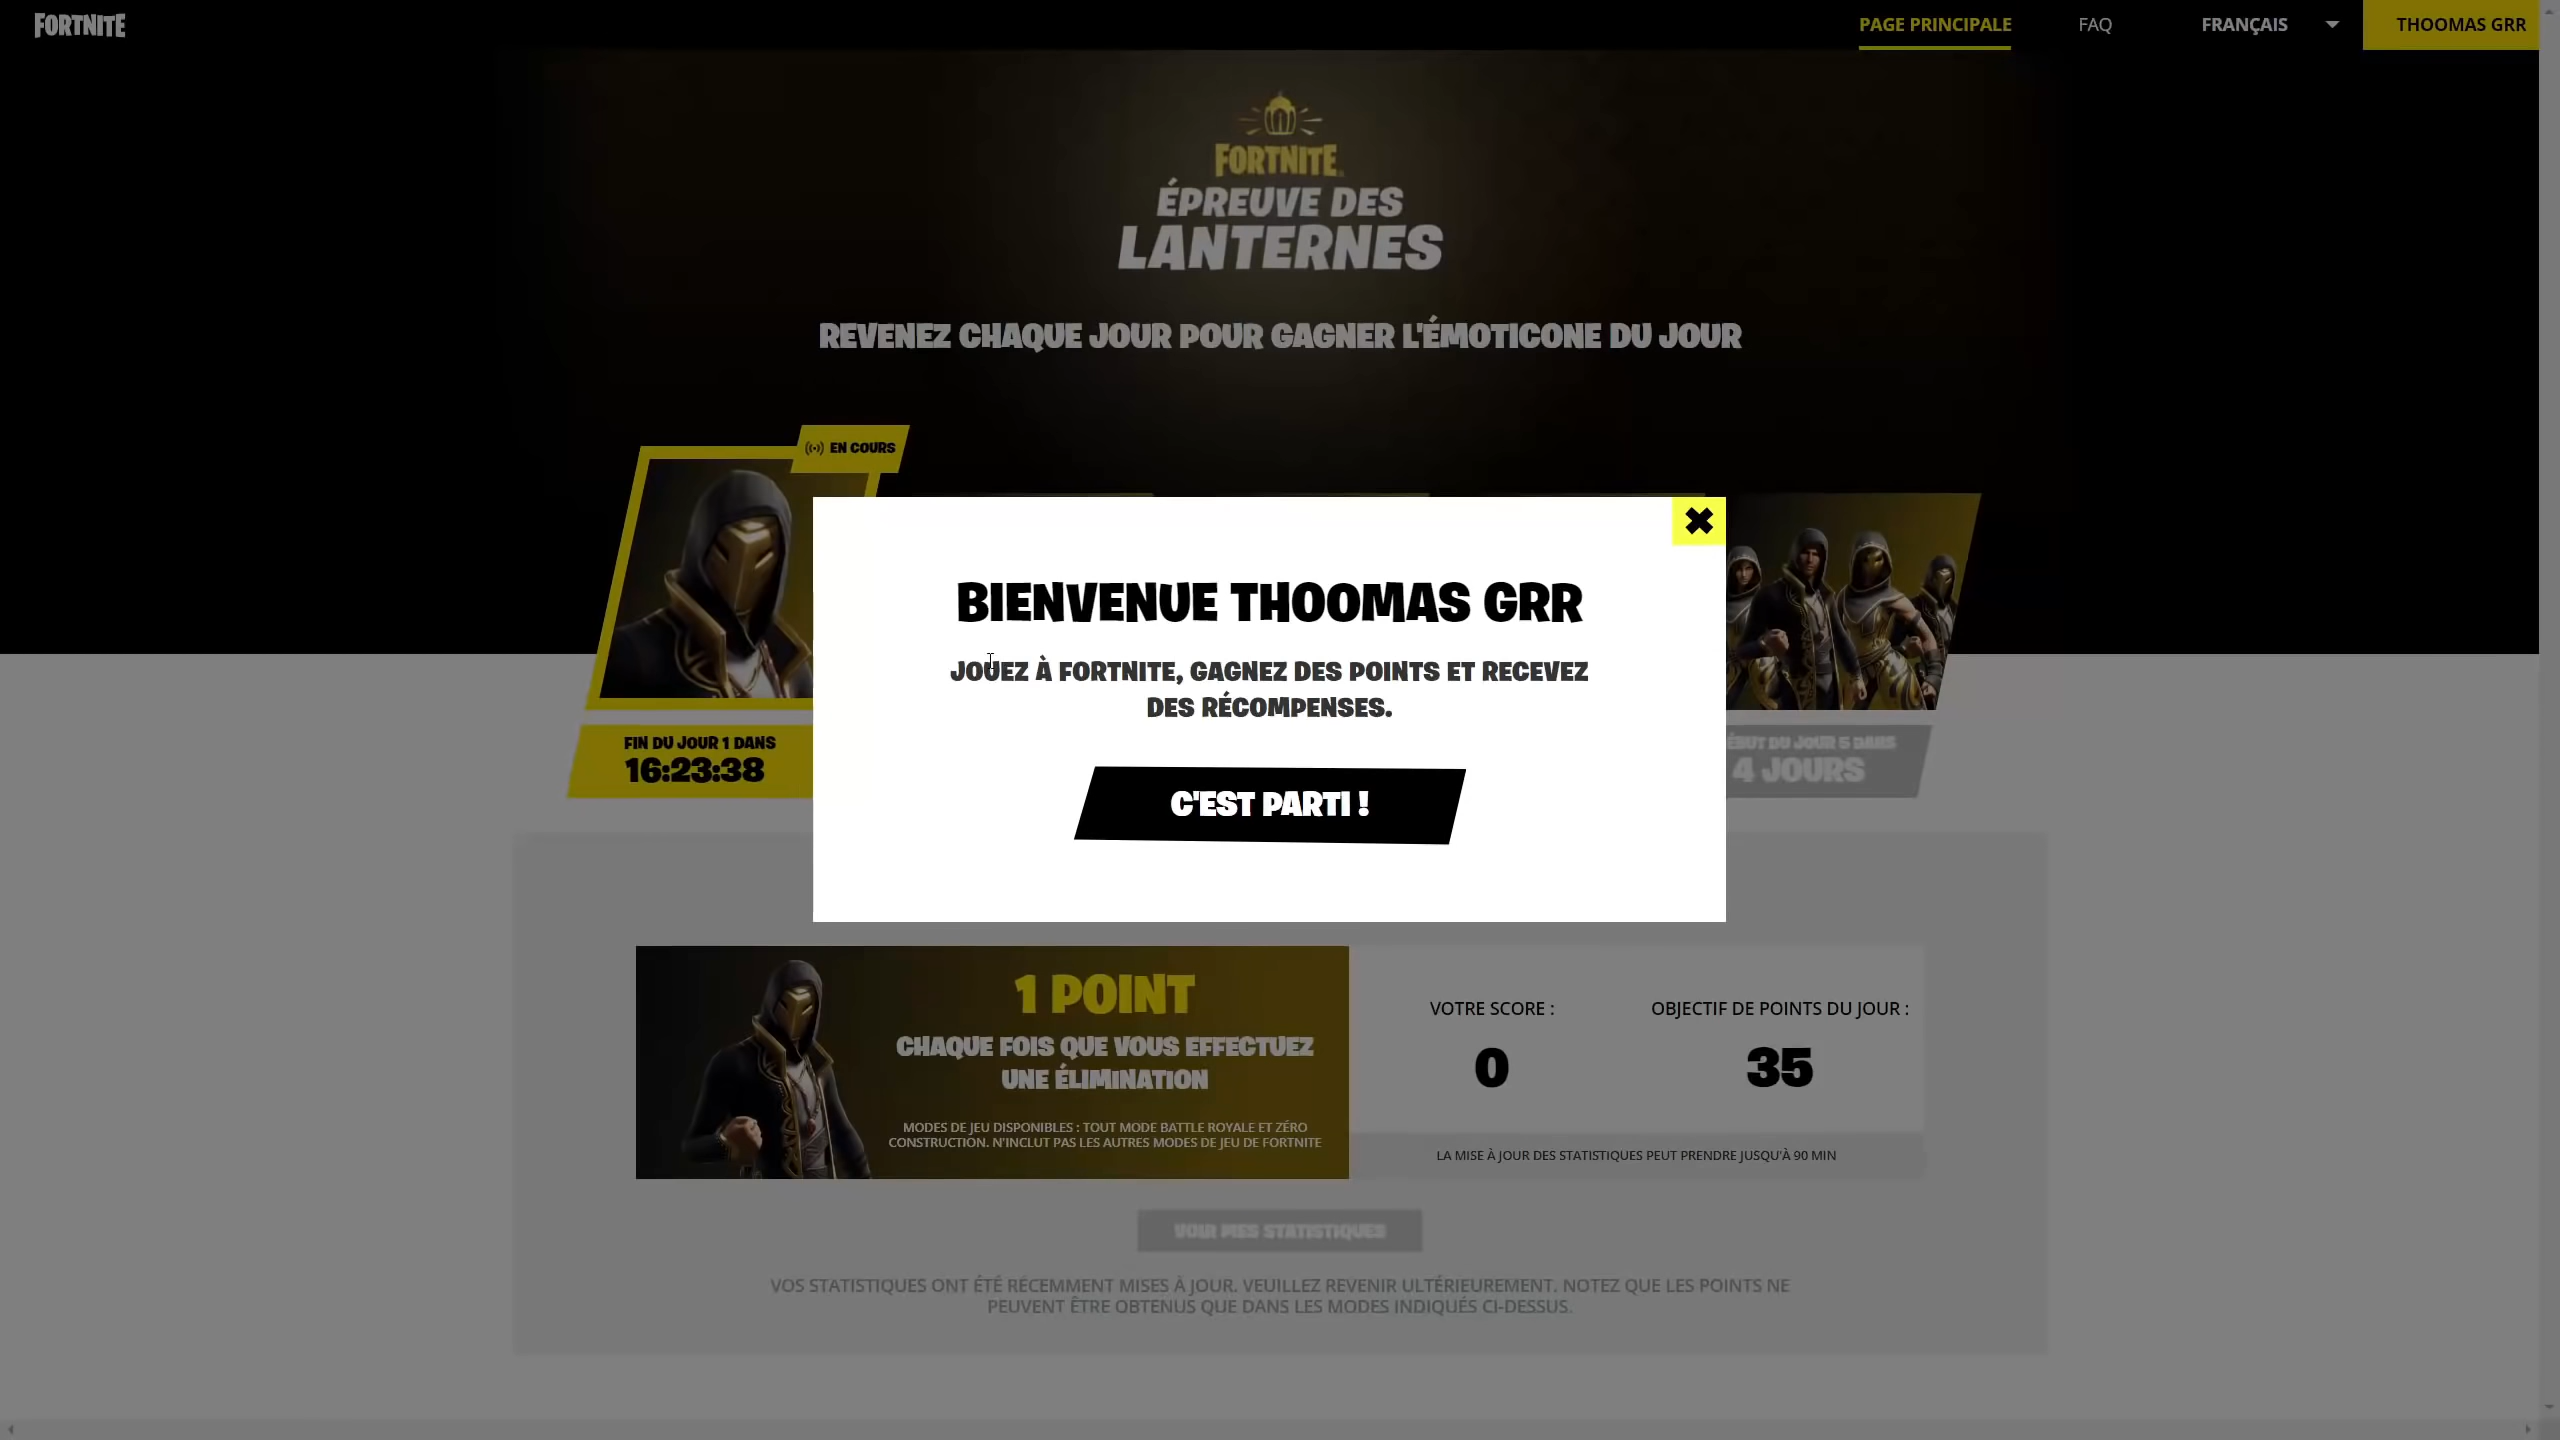 FORTNITE
PAGE PRINCIPALE
FAQ
FRANÇAIS
THOOMAS GRR
FORTNITE
ÉPREUVE DES
LANTERNES
REVENEZ CHAQUE JOUR POUR GAGNER L'ÉMOTICONE DU JOUR
EN COURS
BIENVENUE THOOMAS GRR
JOUEZ À FORTNITE, GAGNEZ DES POINTS ET RECEVEZ
DES RÉCOMPENSES.
C'EST PARTI !
FIN DU JOUR 1 DANS
16:23:38
DU JOUR 5 DANS
4 JOURS
1 POINT
CHAQUE FOIS QUE VOUS EFFECTUEZ
UNE ÉLIMINATION
MODES DE JEU DISPONIBLES : TOUT MODE BATTLE ROYALE ET ZÉRO
CONSTRUCTION. N'INCLUT PAS LES AUTRES MODES DE JEU DE FORTNITE
VOTRE SCORE :
0
OBJECTIF DE POINTS DU JOUR :
35
LA MISE À JOUR DES STATISTIQUES PEUT PRENDRE JUSQU'À 90 MIN
VOIR MES STATISTIQUES
VOS STATISTIQUES ONT ÉTÉ RÉCEMMENT MISES À JOUR. VEUILLEZ REVENIR ULTÉRIEUREMENT. NOTEZ QUE LES POINTS NE
PEUVENT ÊTRE OBTENUS QUE DANS LES MODES INDIQUÉS CI-DESSUS.